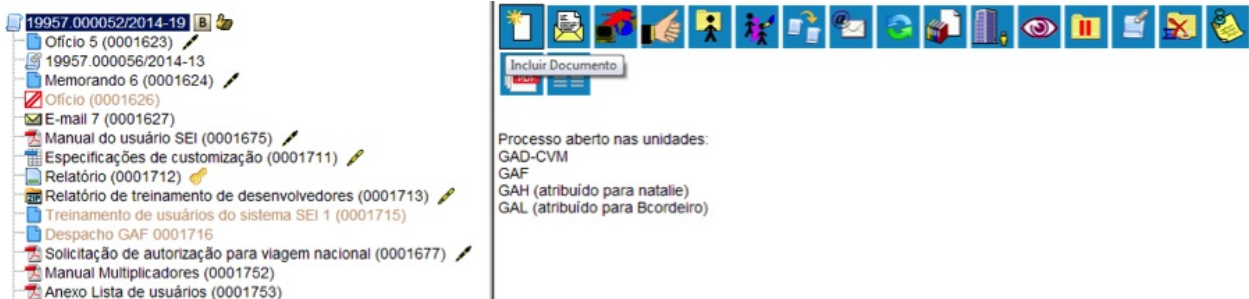 19957.000052/2014-19 B
Ofício 5 (0001623)
19957.000056/2014-13
Memorando 6 (0001624)
Ofício (0001626)
E-mail 7 (0001627)
Manual do usuário SEI (0001675)
Especificações de customização (0001711)
Relatório (0001712)
ZIP Relatório de treinamento de desenvolvedores (0001713)
Treinamento de usuários do sistema SEI 1 (0001715)
Despacho GAF 0001716
Solicitação de autorização para viagem nacional (0001677)
Manual Multiplicadores (0001752)
Anexo Lista de usuários (0001753)
Incluir Documento
PDF
Processo aberto nas unidades:
GAD-CVM
GAF
GAH (atribuído para natalie)
GAL (atribuído para Bcordeiro)